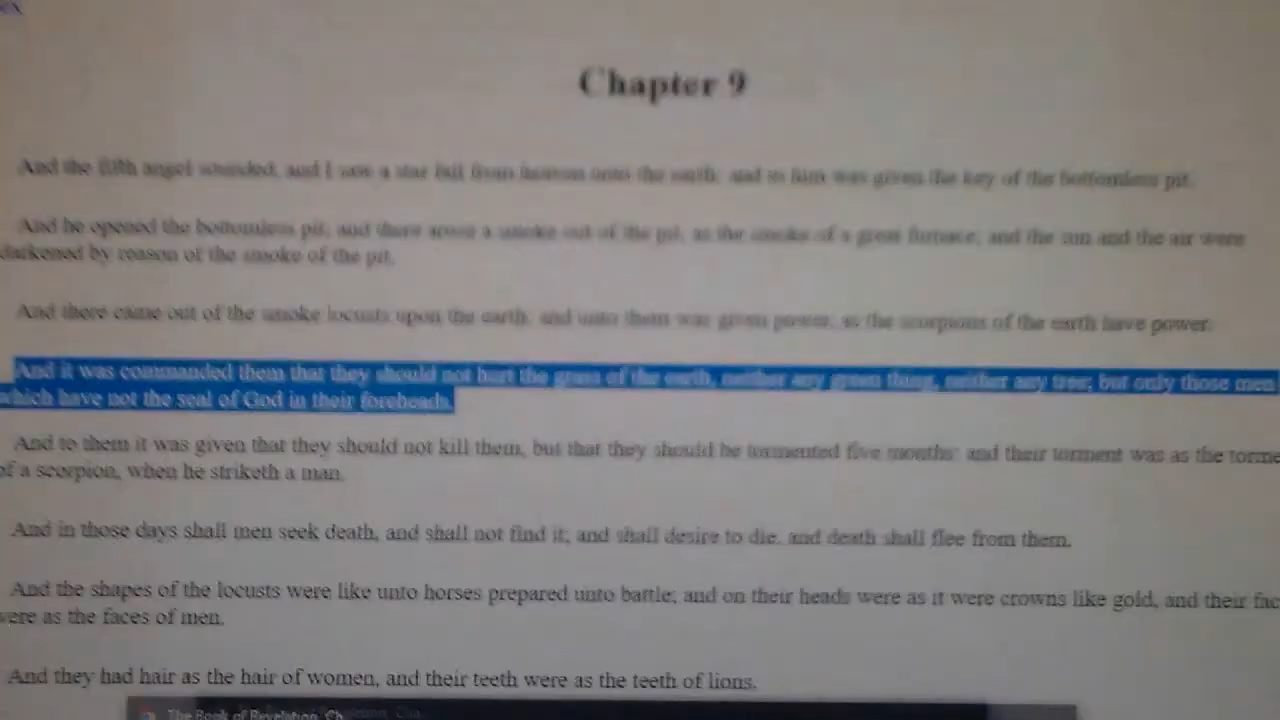 Chapter 9
And the fifth angel sounded, and I saw a star fall from heaven unto the earth: and to him was given the key of the bottomless pit.
And he opened the bottomless pit; and there arose a smoke out of the pit, as the smoke of a great furnace; and the sun and the air were
darkened by reason of the smoke of the pit.
And there came out of the smoke locusts upon the earth: and unto them was given power, as the scorpions of the earth have power.
And it was commanded them that they should not hurt the grass of the earth, neither any green thing, neither any tree; but only those men
which have not the seal of God in their foreheads.
And to them it was given that they should not kill them, but that they should be tormented five months: and their torment was as the torme
of a scorpion, when he striketh a man.
And in those days shall men seek death, and shall not find it; and shall desire to die, and death shall flee from them.
And the shapes of the locusts were like unto horses prepared unto battle; and on their heads were as it were crowns like gold, and their fac
were as the faces of men.
And they had hair as the hair of women, and their teeth were as the teeth of lions.
The Book of Revelation, Ch